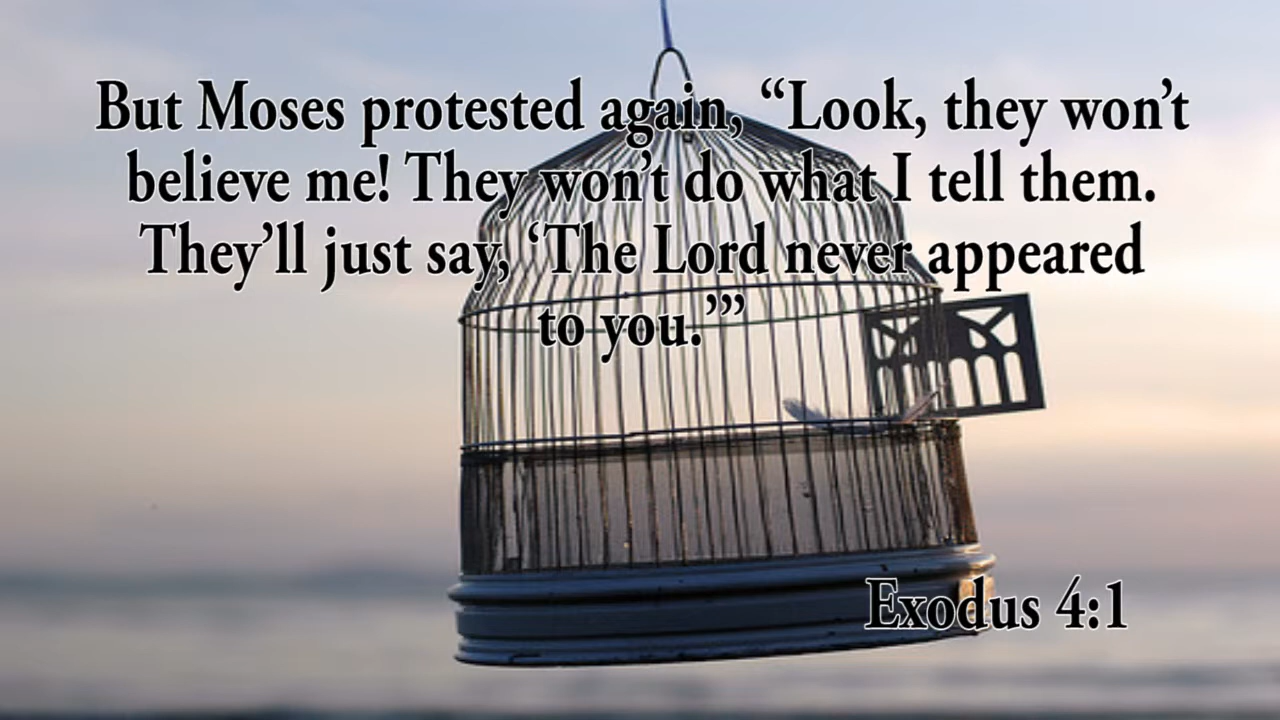 But Moses protested again, “Look, they won’t
believe me! They won’t do what I tell them.
They’ll just say, ‘The Lord never appeared
to you.’”
Exodus 4:1